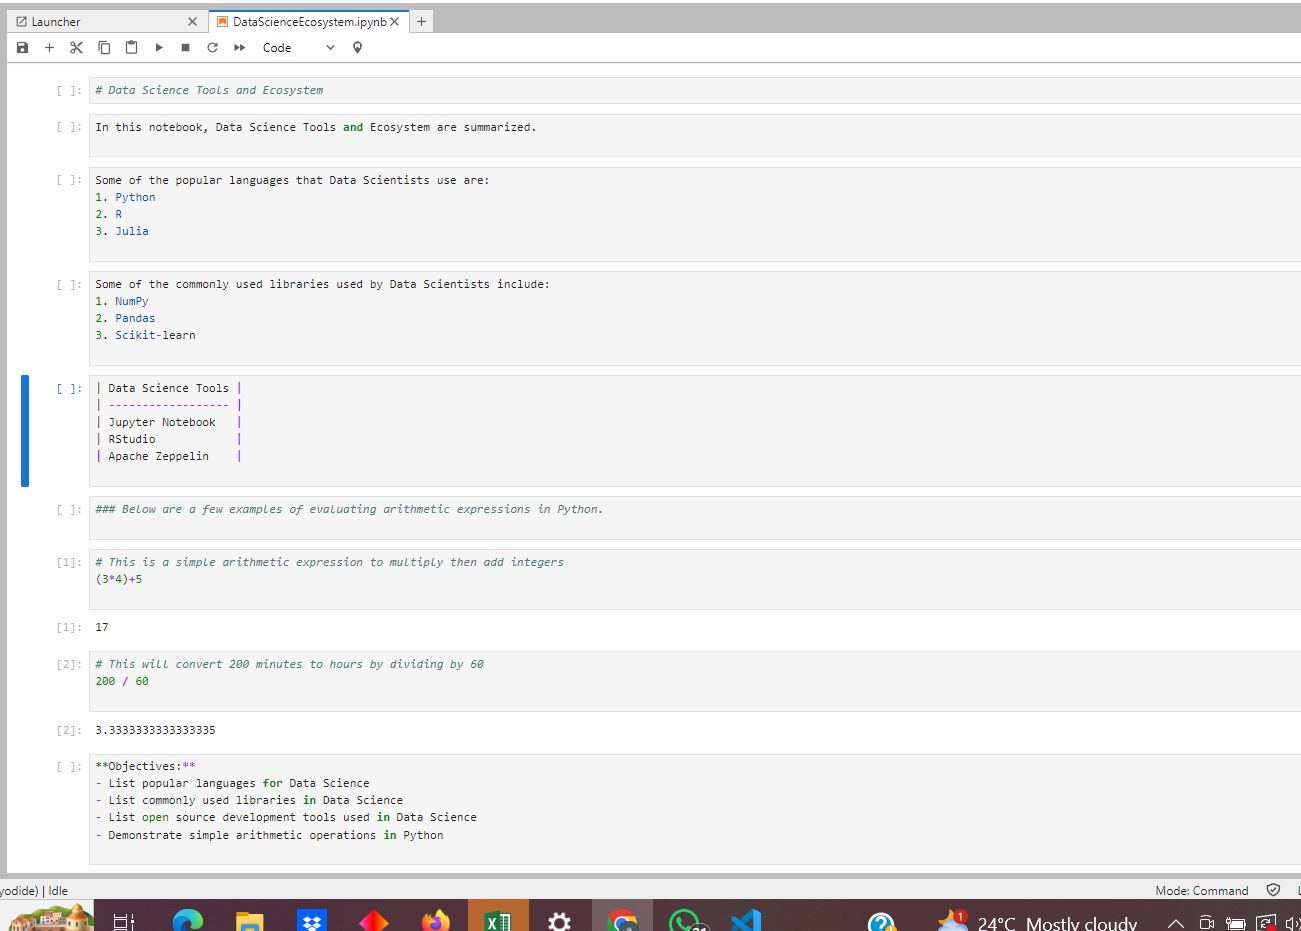 Launcher
DataScienceEcosystem.ipynb
Code
[ ]: # Data Science Tools and Ecosystem
[ ]: In this notebook, Data Science Tools and Ecosystem are summarized.
[ ]: Some of the popular languages that Data Scientists use are:
1. Python
2. R
3. Julia
[ ]: Some of the commonly used libraries used by Data Scientists include:
1. NumPy
2. Pandas
3. Scikit-learn
[ ]: | Data Science Tools |
| ------------------ |
| Jupyter Notebook   |
| RStudio            |
| Apache Zeppelin    |
[ ]: ### Below are a few examples of evaluating arithmetic expressions in Python.
[1]: # This is a simple arithmetic expression to multiply then add integers
(3*4)+5
[1]: 17
[2]: # This will convert 200 minutes to hours by dividing by 60
200 / 60
[2]: 3.3333333333333335
[ ]: **Objectives:**
- List popular languages for Data Science
- List commonly used libraries in Data Science
- List open source development tools used in Data Science
- Demonstrate simple arithmetic operations in Python
yodide) | Idle
Mode: Command
1
24°C Mostly cloudy